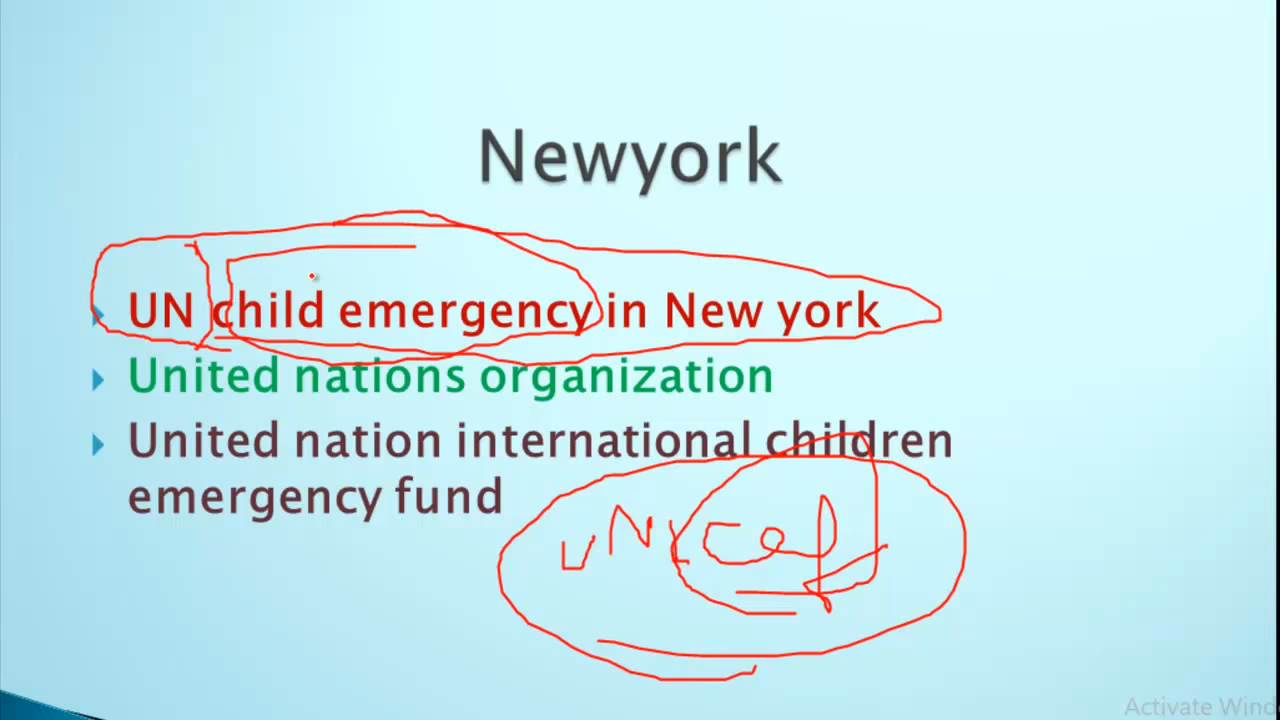 Newyork
UN child emergency in New york
United nations organization
United nation international children
emergency fund
UNICef
Activate Wind